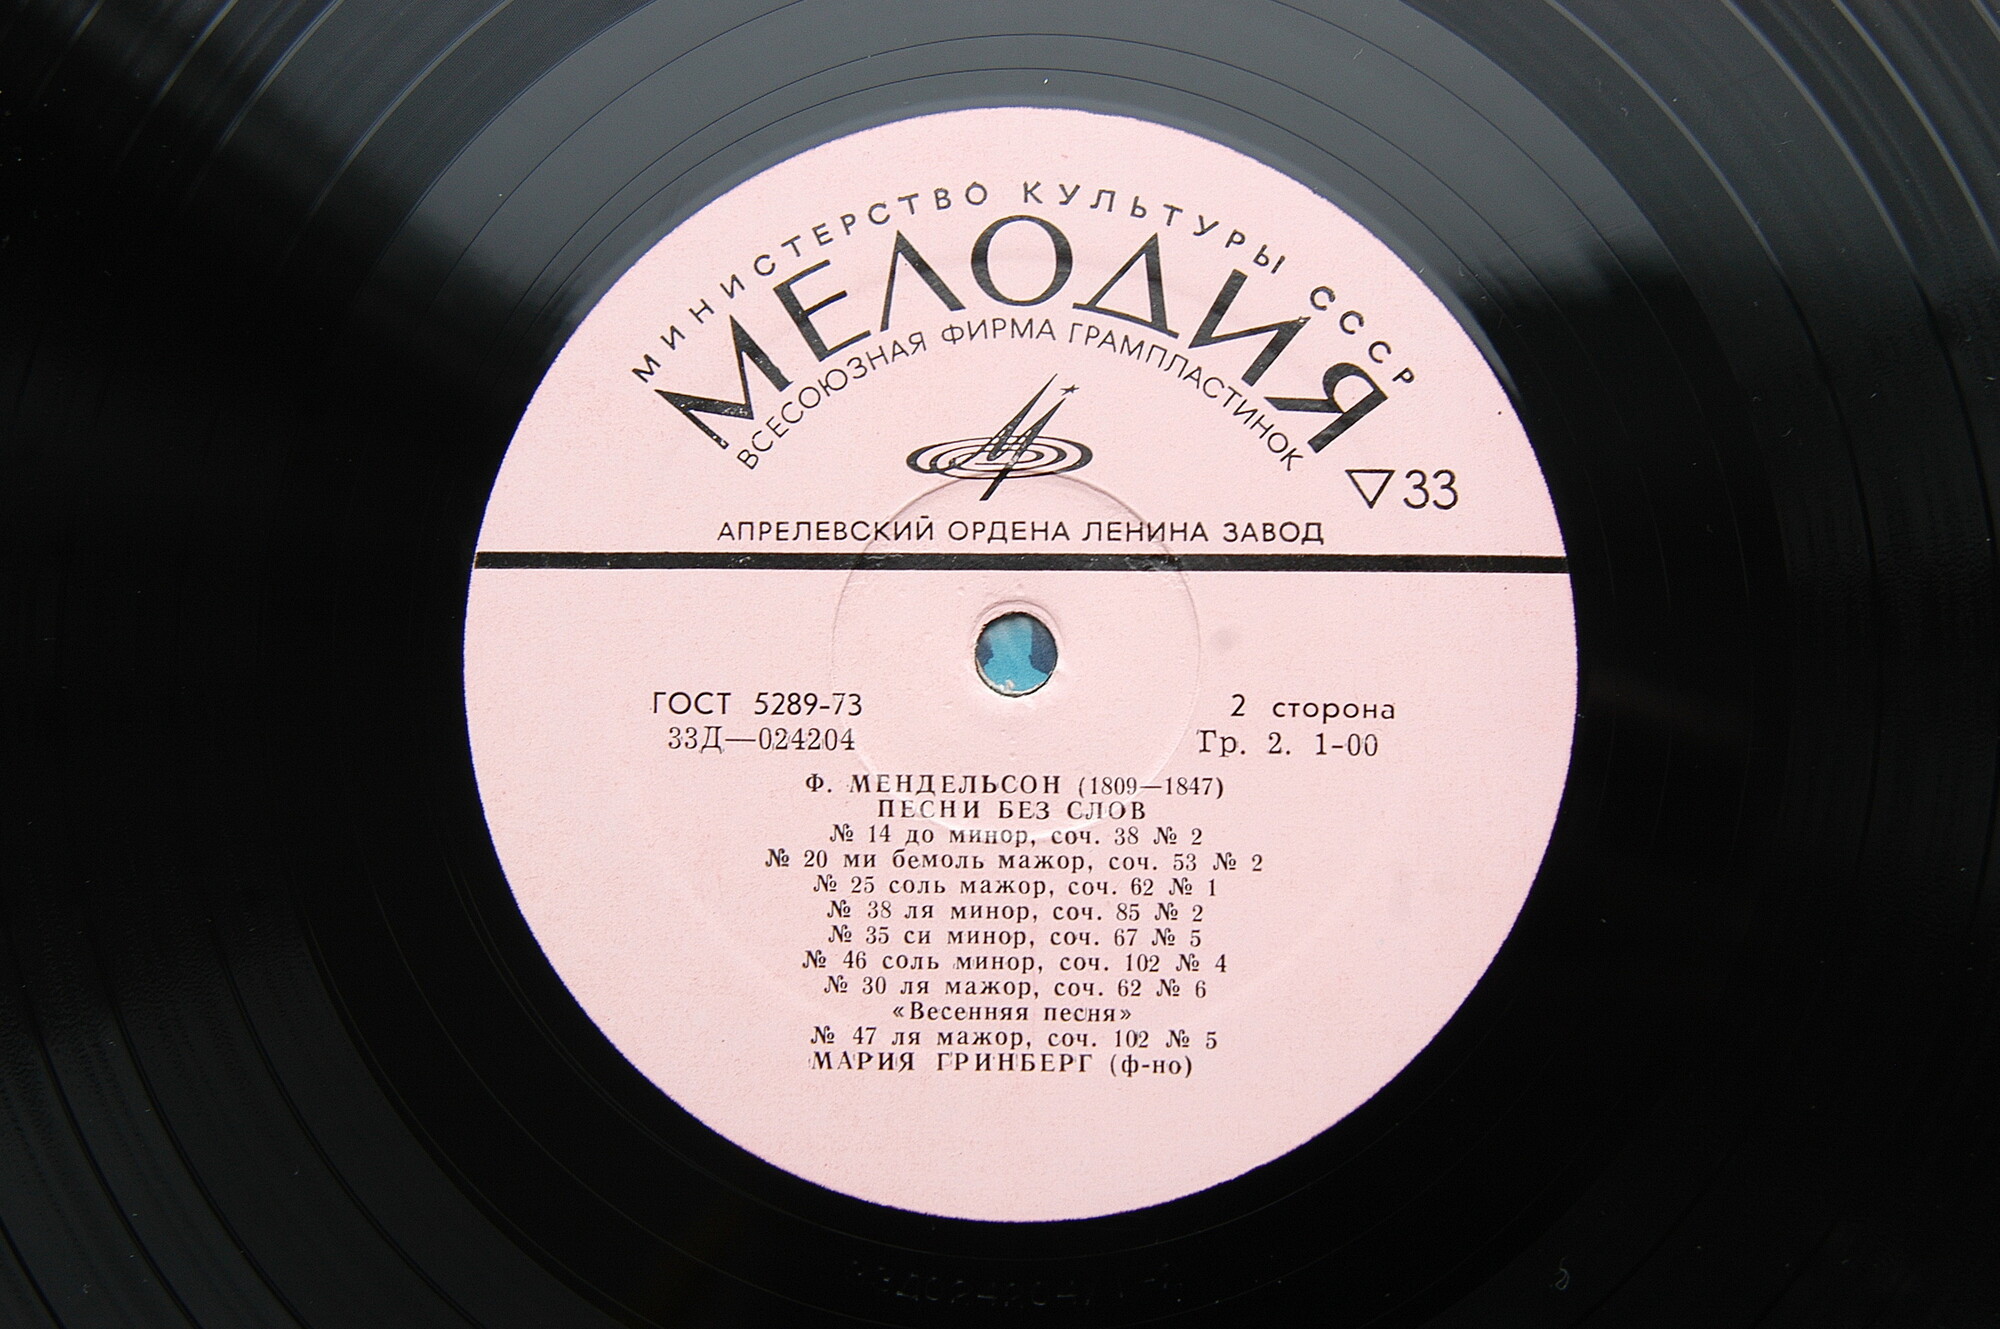 МИНИСТЕРСТВО КУЛЬТУРЫ СССР
МЕЛОДИЯ
ВСЕСОЮЗНАЯ ФИРМА ГРАМПЛАСТИНОК
▽33
АПРЕЛЕВСКИЙ ОРДЕНА ЛЕНИНА ЗАВОД
ГОСТ 5289-73
2 сторона
33Д—024204
Гр. 2. 1-00
Ф. МЕНДЕЛЬСОН (1809—1847)
ПЕСНИ БЕЗ СЛОВ
№ 14 до минор, соч. 38 № 2
№ 20 ми бемоль мажор, соч. 53 № 2
№ 25 соль мажор, соч. 62 № 1
№ 38 ля минор, соч. 85 № 2
№ 35 си минор, соч. 67 № 5
№ 46 соль минор, соч. 102 № 4
№ 30 ля мажор, соч. 62 № 6
«Весенняя песня»
№ 47 ля мажор, соч. 102 № 5
МАРИЯ ГРИНБЕРГ (ф-но)